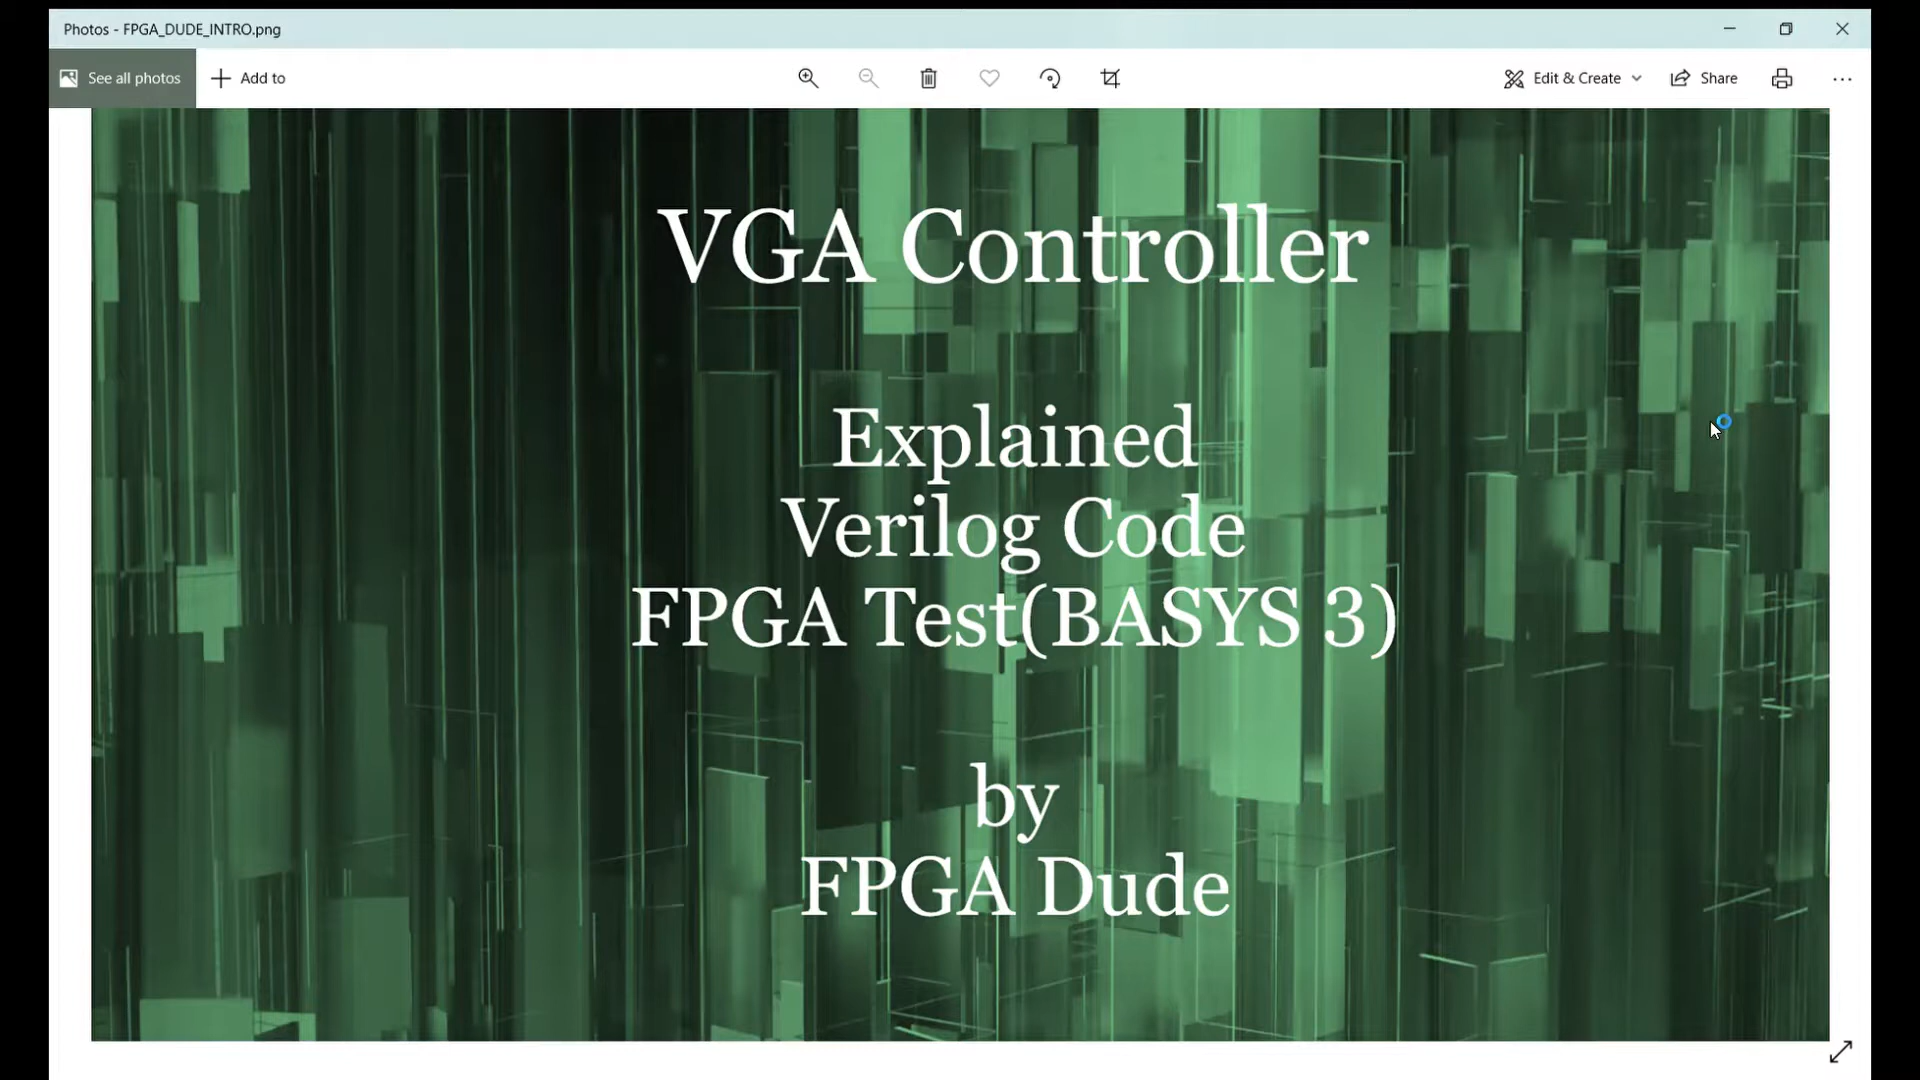 Photos - FPGA_DUDE_INTRO.png
See all photos
Add to
Edit & Create
Share
VGA Controller
Explained
Verilog Code
FPGA Test(BASYS 3)
by
FPGA Dude